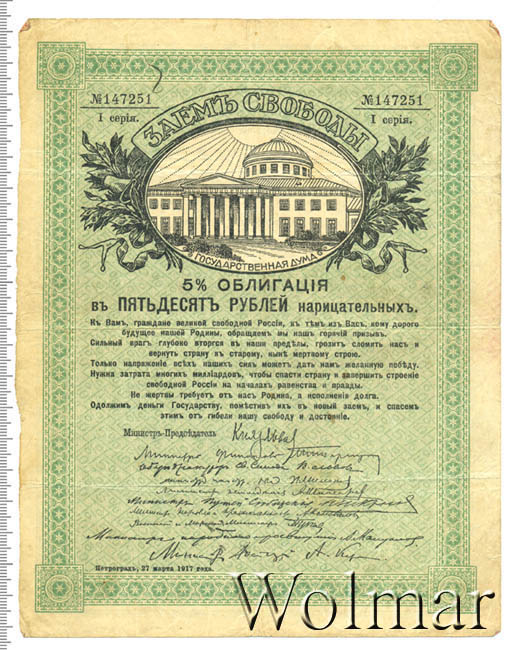 №147251
I серія.
№147251
I серія.
ЗАЕМЪ СВОБОДЫ
ГОСУДАРСТВЕННАЯ ДУМА
5% ОБЛИГАЦІЯ
въ ПЯТЬДЕСЯТЪ РУБЛЕЙ нарицательныхъ.
Къ Вамъ, граждане великой свободной Россіи, къ тѣмъ изъ Васъ, кому дорого
будущее нашей Родины, обращаемъ мы нашъ горячій призывъ.
Сильный врагъ глубоко вторгся въ наши предѣлы, грозитъ сломить насъ и
вернуть страну къ старому, нынѣ мертвому строю.
Только напряженіе всѣхъ нашихъ силъ можетъ дать намъ желанную побѣду.
Нужна затрата многихъ милліардовъ, чтобы спасти страну и завершить строеніе
свободной Россіи на началахъ равенства и правды.
Не жертвы требуетъ отъ насъ Родина, а исполненія долга.
Одолжимъ деньги Государству, помѣстивъ ихъ въ новый заемъ, и спасемъ
этимъ отъ гибели нашу свободу и достояніе.
Министръ-Предсѣдатель Кн. Львов
Министръ Финансовъ
Петроградъ, 27 марта 1917 года.
Wolmar